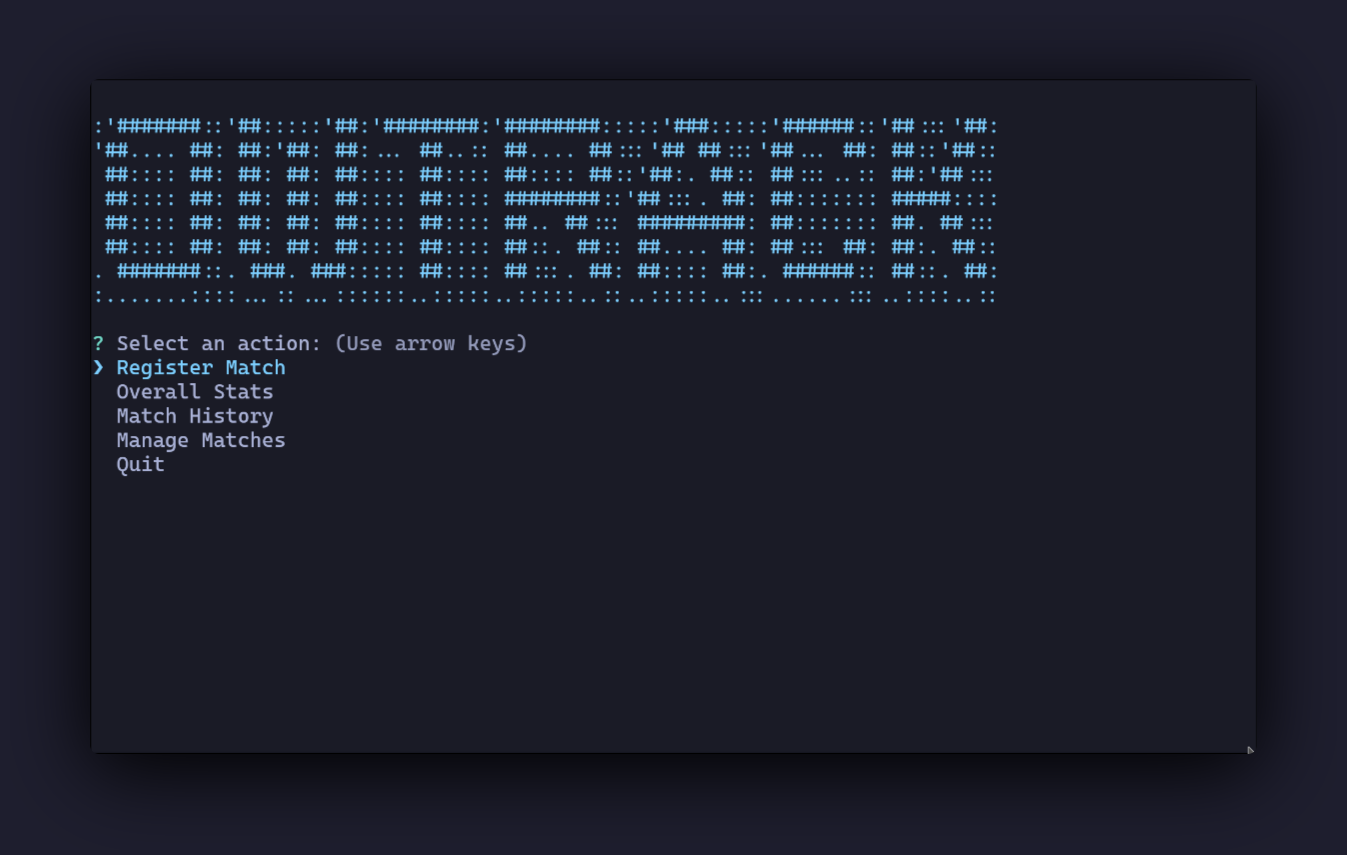 :'#######::'##:::::'##:'########:'########:::::'###:::::'######::'##:::'##:
'##.... ##: ##:'##: ##:... ##..:: ##.... ##:::'## ##:::'##... ##: ##::'##::
 ##:::: ##: ##: ##: ##:::: ##:::: ##:::: ##::'##:. ##:: ##:::..:: ##:'##:::
 ##:::: ##: ##: ##: ##:::: ##:::: ########::'##:::. ##: ##::::::: #####::::
 ##:::: ##: ##: ##: ##:::: ##:::: ##.. ##::: #########: ##::::::: ##. ##:::
 ##:::: ##: ##: ##: ##:::: ##:::: ##::. ##:: ##.... ##: ##::: ##: ##:. ##::
. #######::. ###. ###::::: ##:::: ##:::. ##: ##:::: ##:. ######:: ##::. ##:
:.......::::...::...::::::..:::::..:::::..::..:::::..:::......:::..::::..::
? Select an action: (Use arrow keys)
❯ Register Match
Overall Stats
Match History
Manage Matches
Quit